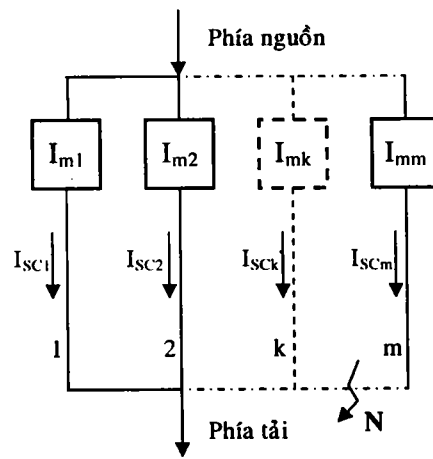 Phía nguồn
I_m1 I_m2 I_mk I_mm
I_SC1 I_SC2 I_SCk I_SCm
1 2 k m
N
Phía tải